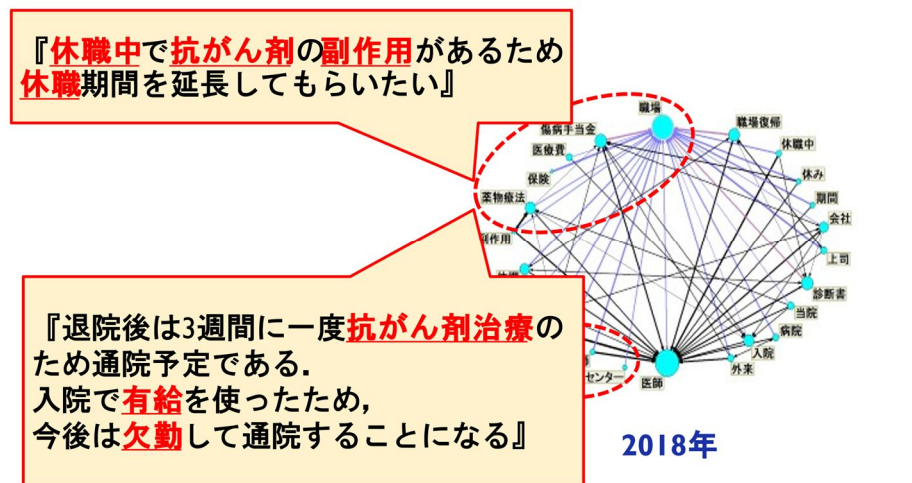 『休職中で抗がん剤の副作用があるため
休職期間を延長してもらいたい』
職場
傷病手当金
職場復帰
医療費
休職中
保険
休み
薬物療法
期間
会社
副作用
上司
診断書
当院
病院
入院
外来
センター
医師
『退院後は3週間に一度抗がん剤治療の
ため通院予定である.
入院で有給を使ったため,
今後は欠勤して通院することになる』
2018年